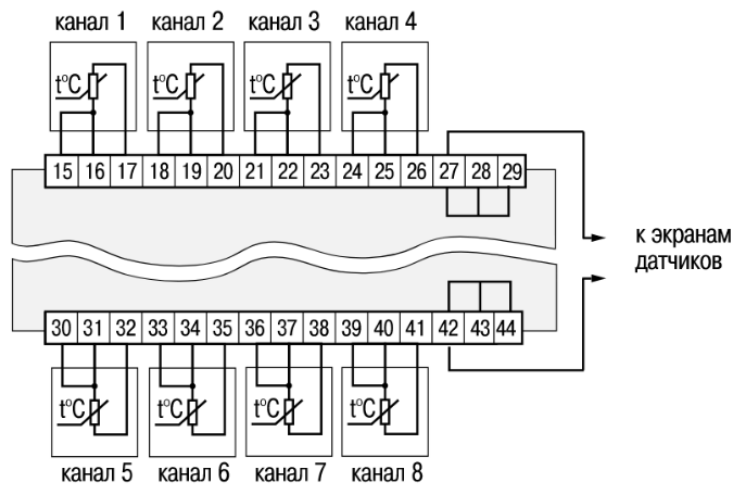 канал 1 канал 2 канал 3 канал 4
t°C t°C t°C t°C
15 16 17 18 19 20 21 22 23 24 25 26 27 28 29
к экранам
датчиков
30 31 32 33 34 35 36 37 38 39 40 41 42 43 44
t°C t°C t°C t°C
канал 5 канал 6 канал 7 канал 8